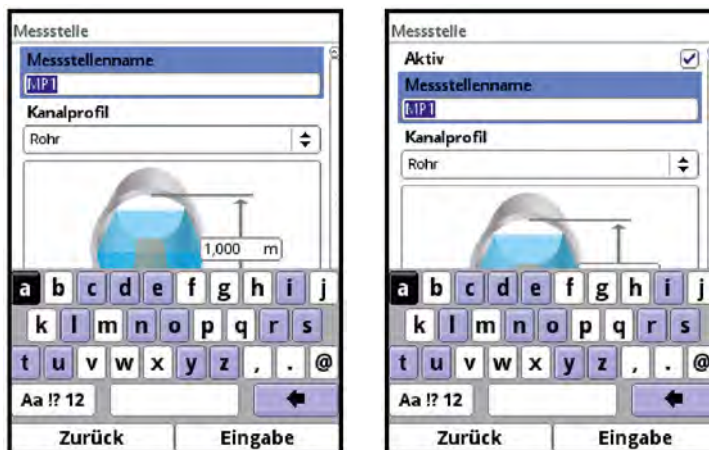 Messstelle
Messstellenname
MP1
Kanalprofil
Rohr
1,000 m
a b c d e f g h i j
k l m n o p q r s
t u v w x y z , . @
Aa !? 12
Zurück Eingabe
Messstelle
Aktiv
Messstellenname
MP1
Kanalprofil
Rohr
a b c d e f g h i j
k l m n o p q r s
t u v w x y z , . @
Aa !? 12
Zurück Eingabe